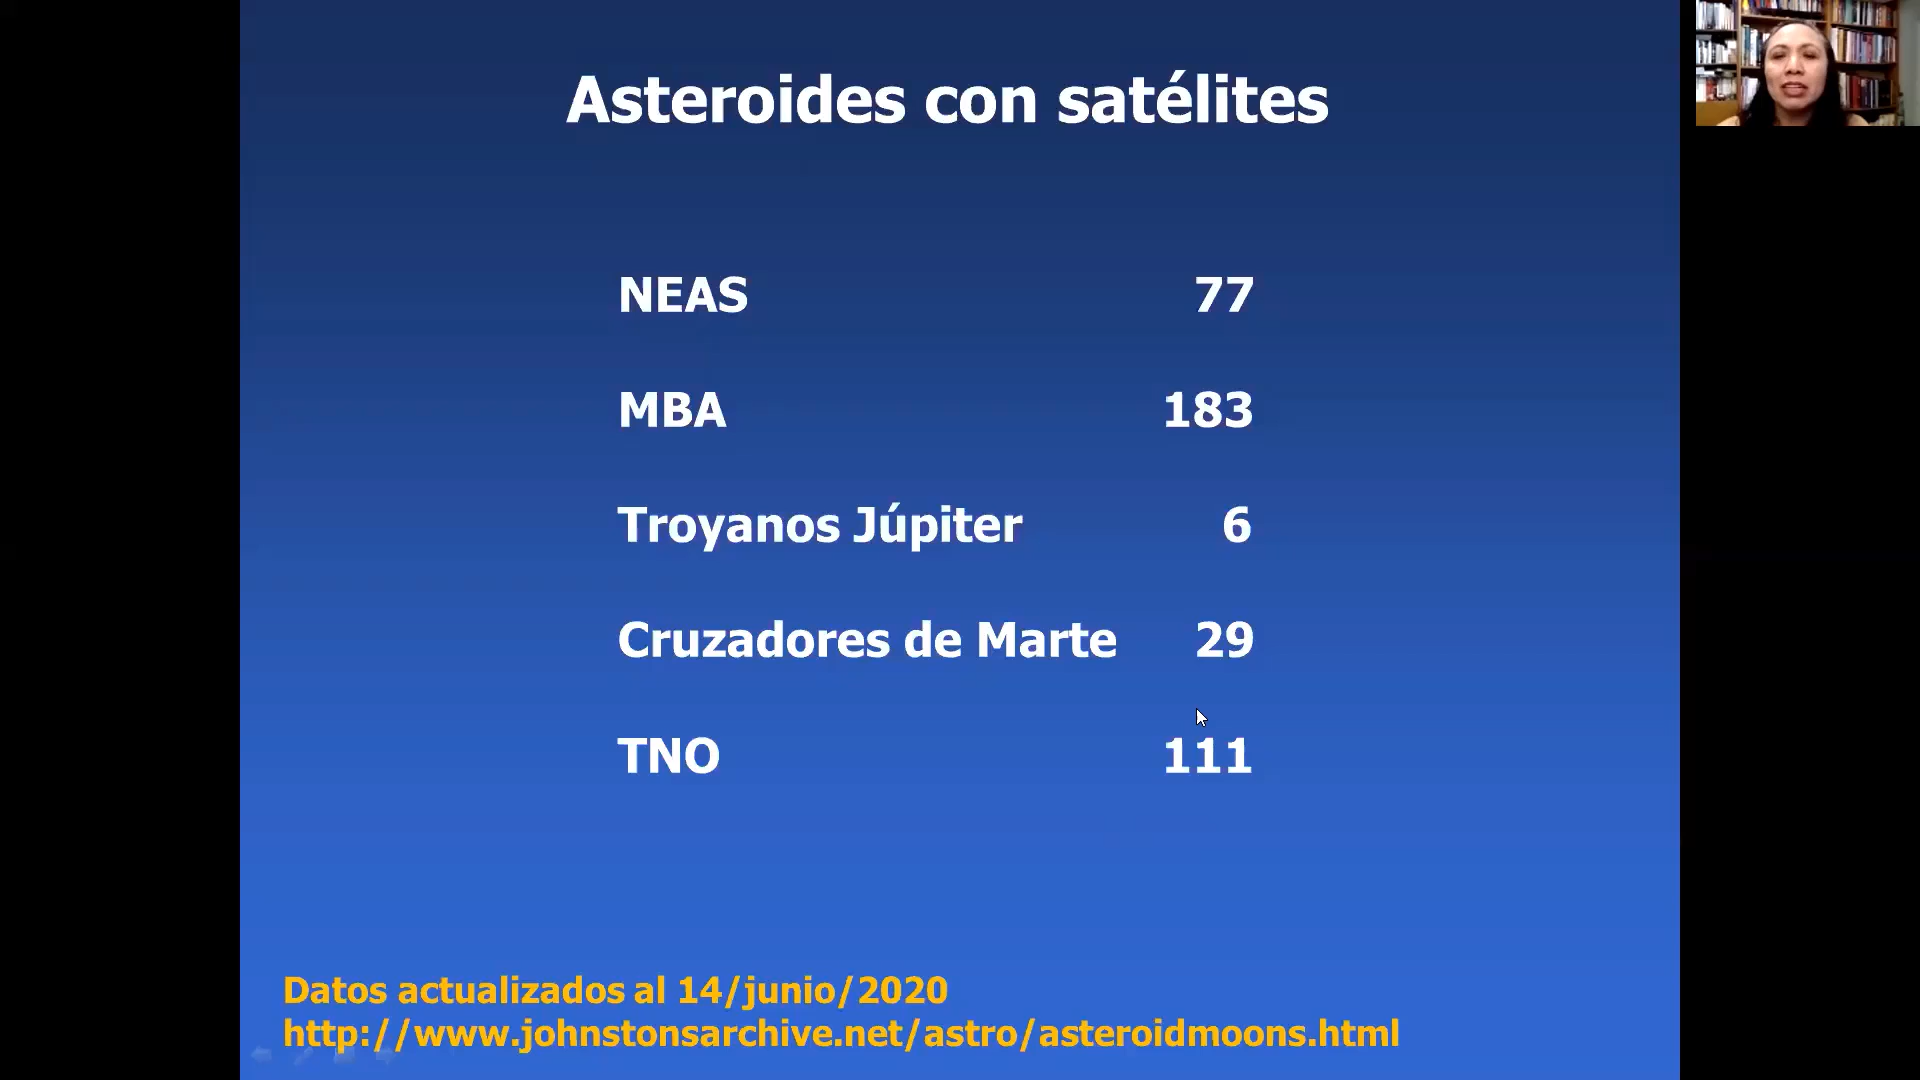 Asteroides con satélites
NEAS 77
MBA 183
Troyanos Júpiter 6
Cruzadores de Marte 29
TNO 111
Datos actualizados al 14/junio/2020
http://www.johnstonsarchive.net/astro/asteroidmoons.html